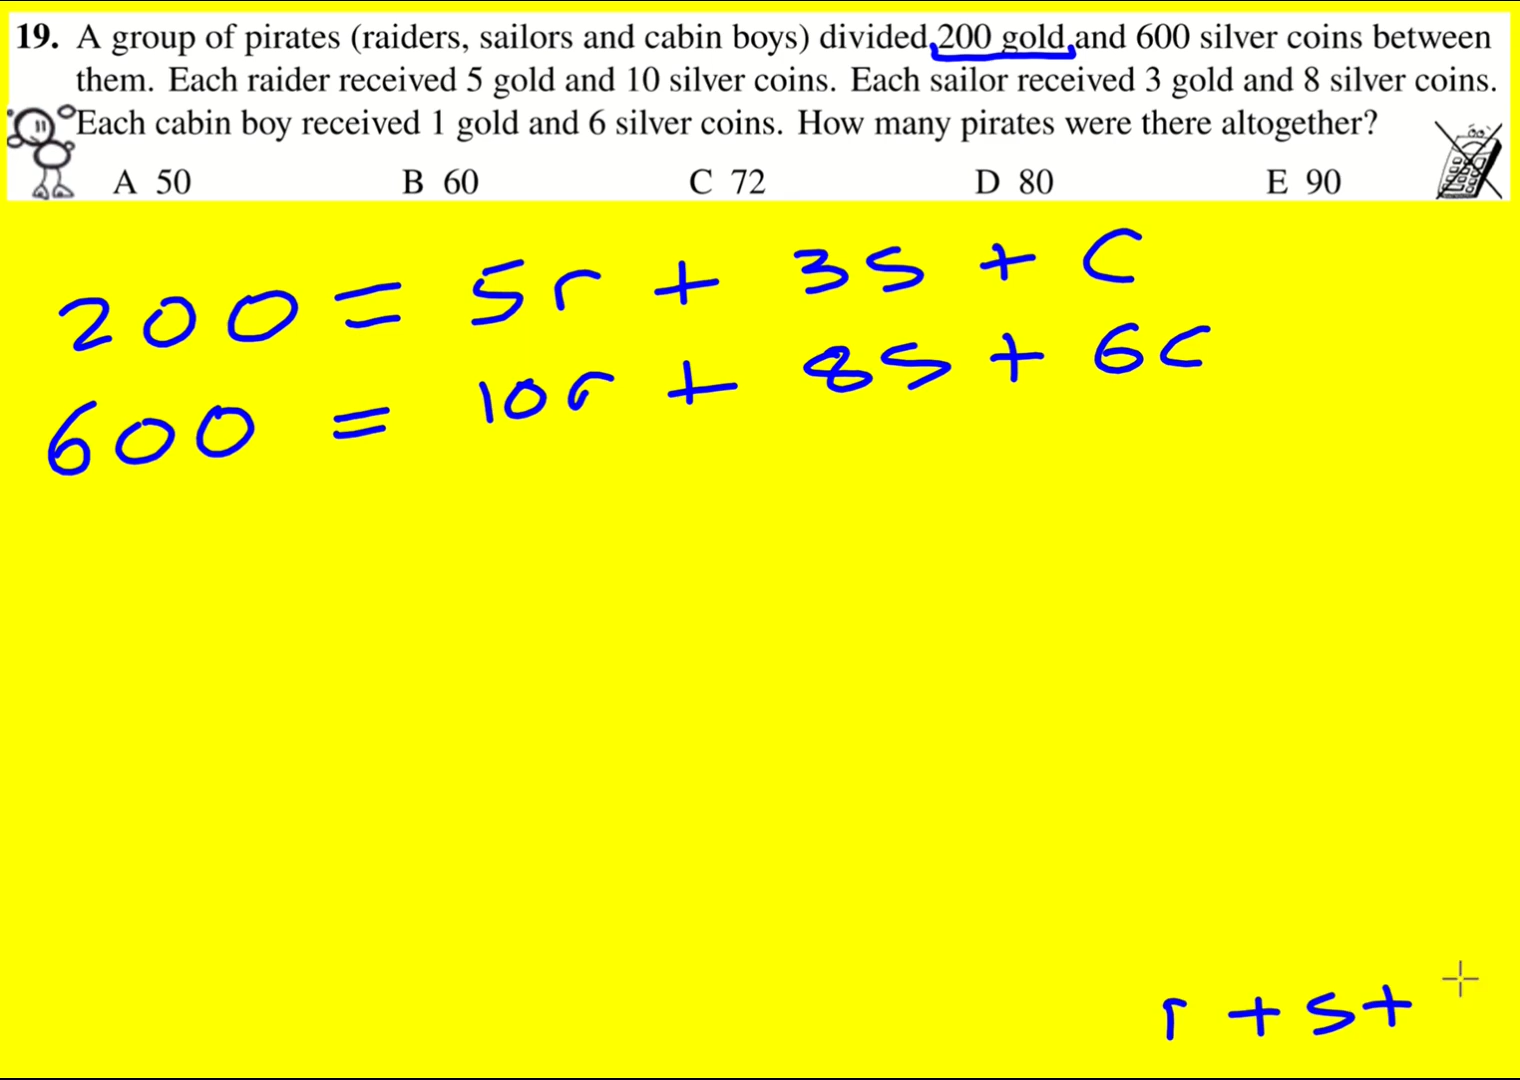 19. A group of pirates (raiders, sailors and cabin boys) divided 200 gold and 600 silver coins between
them. Each raider received 5 gold and 10 silver coins. Each sailor received 3 gold and 8 silver coins.
Each cabin boy received 1 gold and 6 silver coins. How many pirates were there altogether?
A 50 B 60 C 72 D 80 E 90
200 = 5r + 3s + c
600 = 10r + 8s + 6c
r + s +